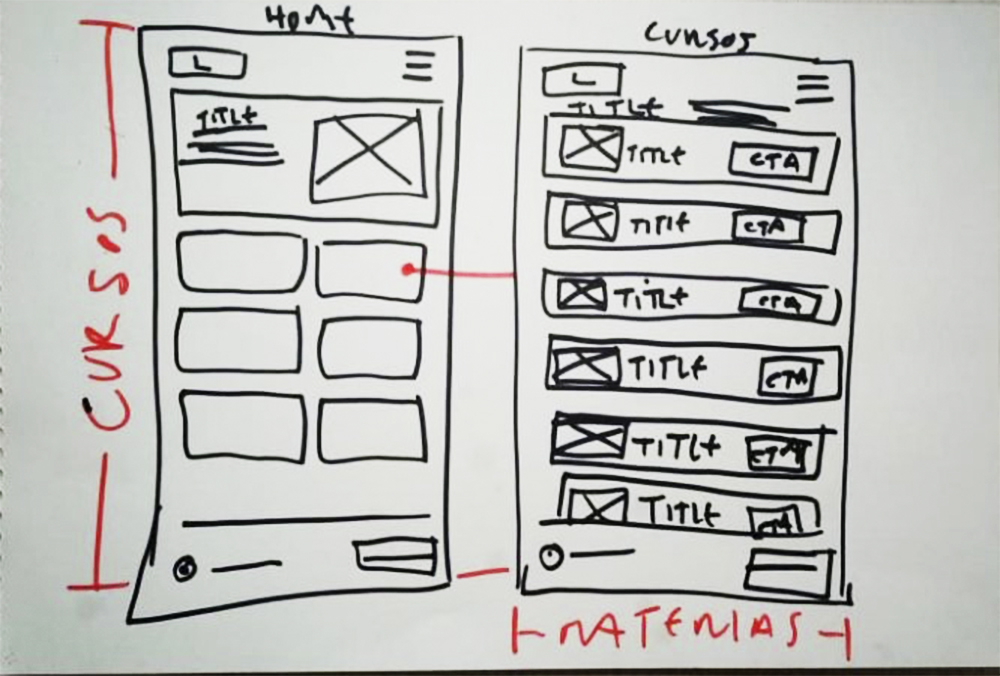 HOME
CURSOS
L
TITLE
CURSOS
L
TITLE
TITLE CTA
TITLE CTA
TITLE CTA
TITLE CTA
TITLE CTA
TITLE CTA
MATERIAS